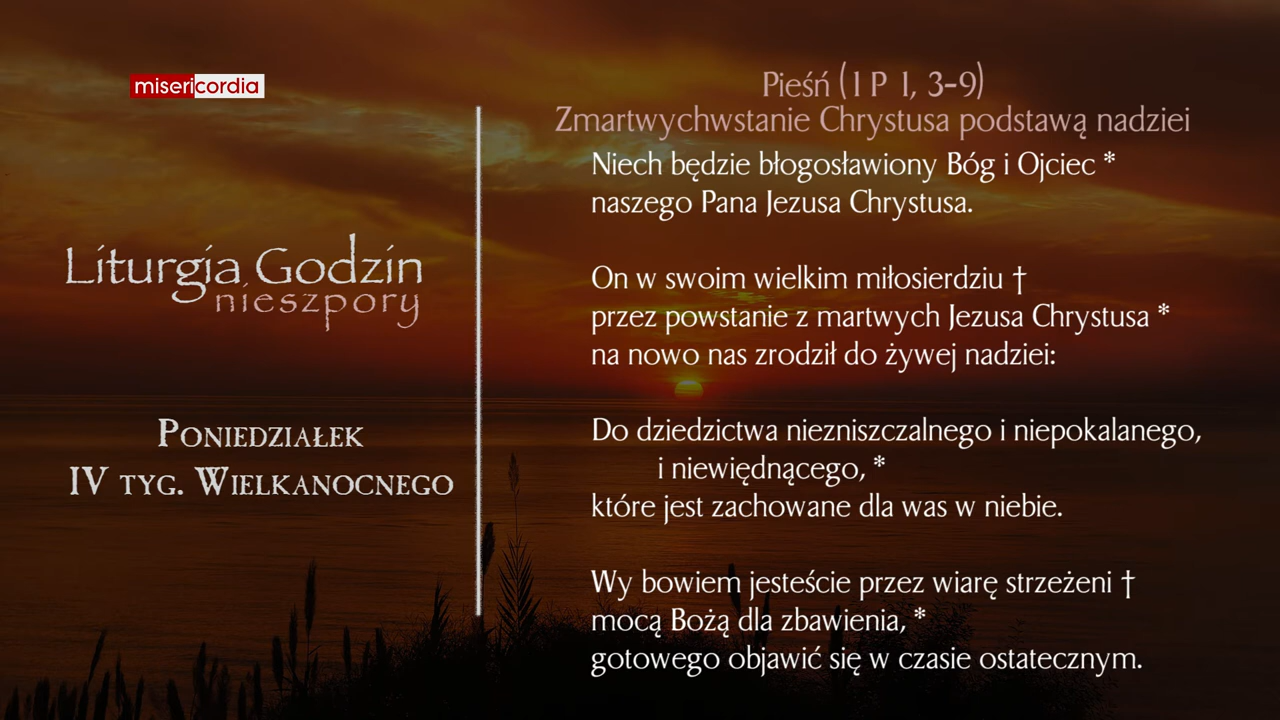 misericordia
Liturgia Godzin
nieszpory
Poniedziałek
IV tyg. Wielkanocnego
Pieśń (1 P 1, 3-9)
Zmartwychwstanie Chrystusa podstawą nadziei
Niech będzie błogosławiony Bóg i Ojciec *
naszego Pana Jezusa Chrystusa.
On w swoim wielkim miłosierdziu †
przez powstanie z martwych Jezusa Chrystusa *
na nowo nas zrodził do żywej nadziei:
Do dziedzictwa niezniszczalnego i niepokalanego,
i niewiędnącego, *
które jest zachowane dla was w niebie.
Wy bowiem jesteście przez wiarę strzeżeni †
mocą Bożą dla zbawienia, *
gotowego objawić się w czasie ostatecznym.